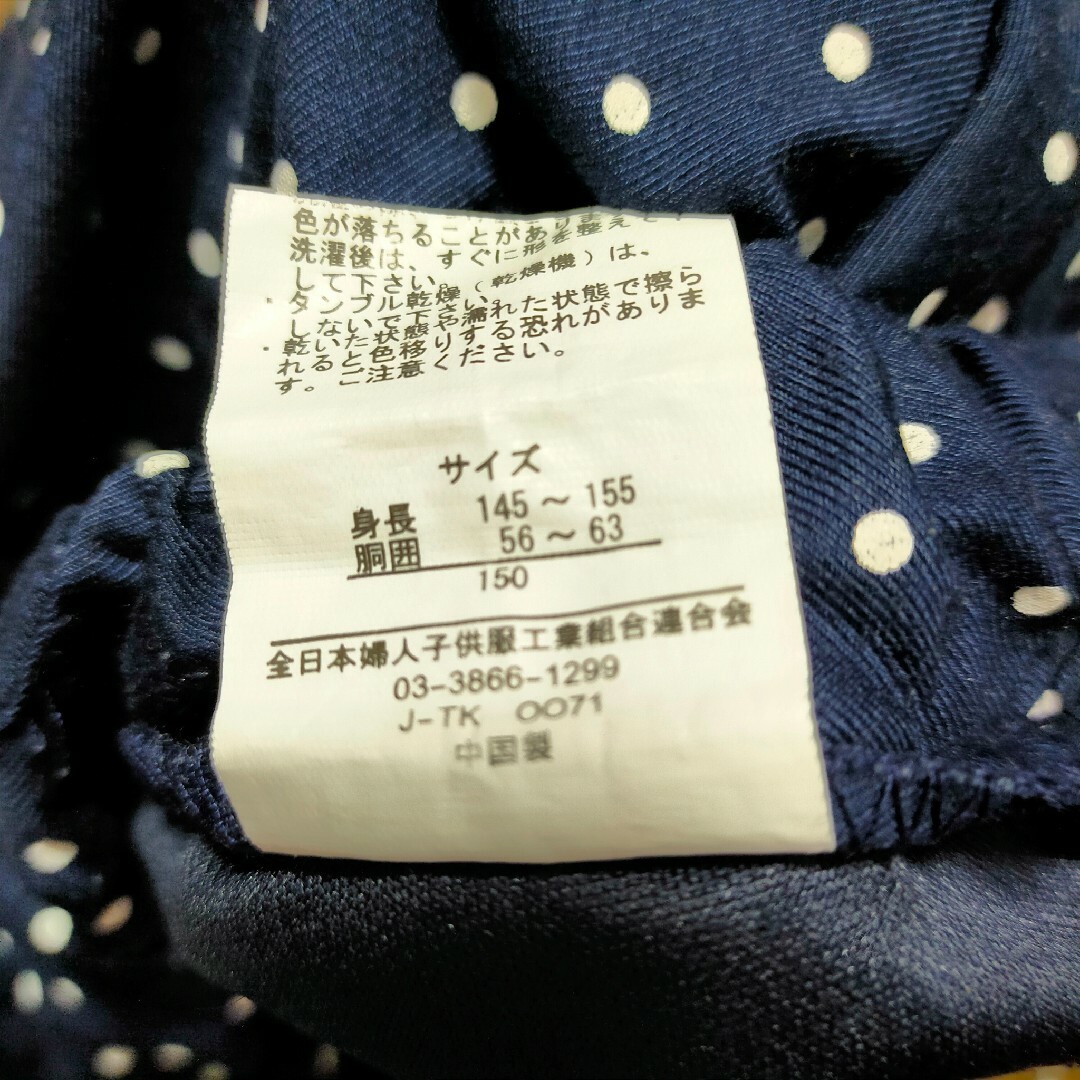 色が落ちることがあり
洗濯後は、すぐに形を整え
して下さい。
・タンブル乾燥(乾燥機)は、
しないで下さい。
・乾いた状態や濡れた状態で擦ら
れると色移りする恐れがありま
す。ご注意ください。
サイズ
身長 145～155
胴囲 56～63
150
全日本婦人子供服工業組合連合会
03-3866-1299
J-TK 0071
中国製